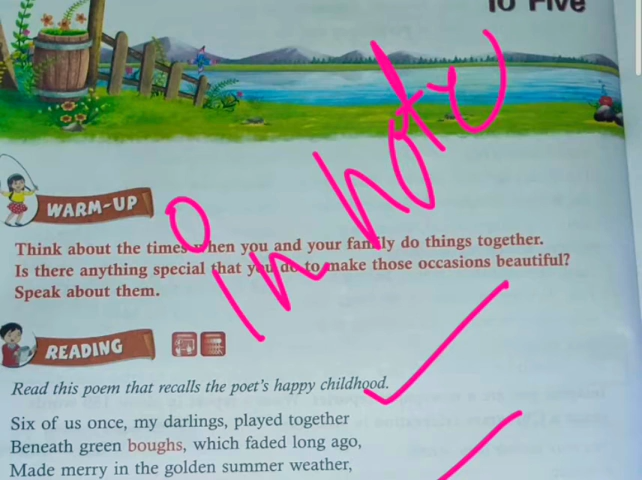 to Five
WARM-UP
Think about the times when you and your family do things together.
Is there anything special that you do to make those occasions beautiful?
Speak about them.
in hote
READING
Read this poem that recalls the poet's happy childhood.
Six of us once, my darlings, played together
Beneath green boughs, which faded long ago,
Made merry in the golden summer weather,